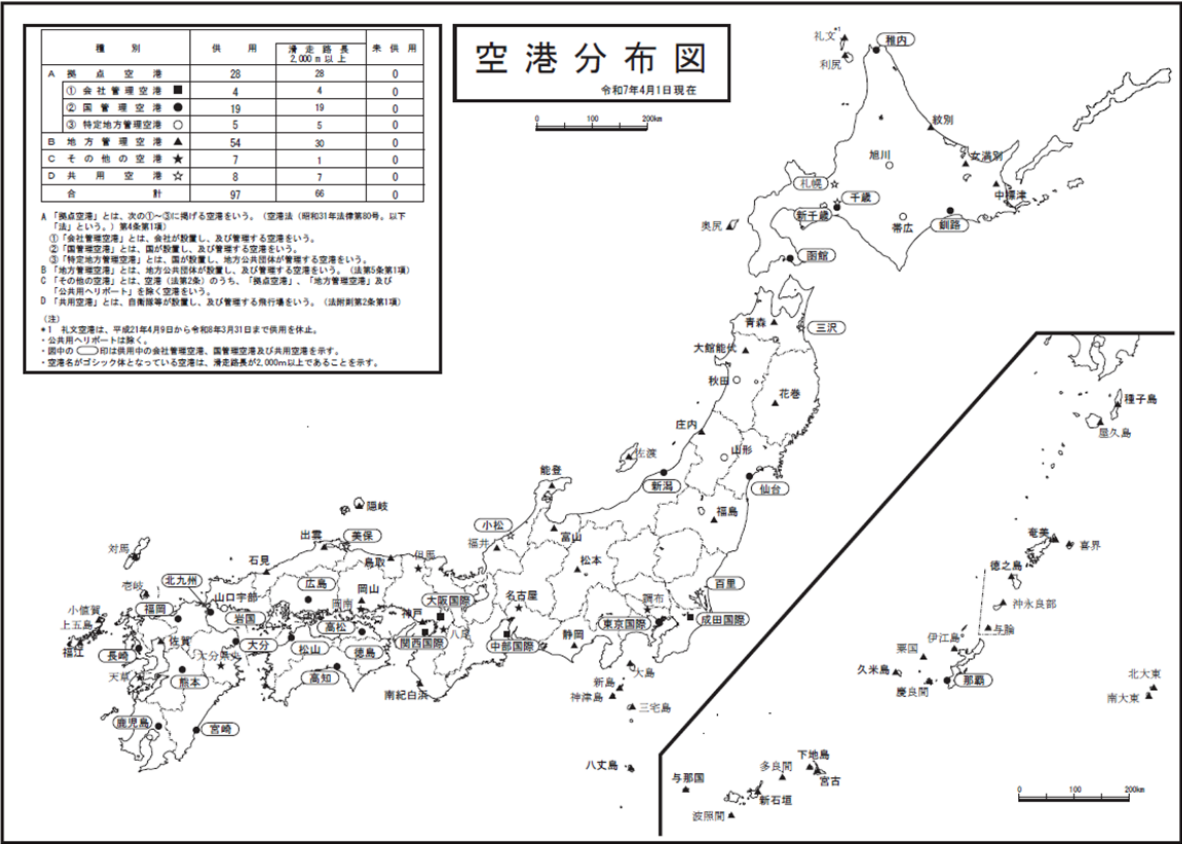 種別 供用 滑走路長2,000m以上 未供用
A 拠点空港 28 28 0
① 会社管理空港 ■ 4 4 0
② 国管理空港 ● 19 19 0
③ 特定地方管理空港 ○ 5 5 0
B 地方管理空港 ▲ 54 30 0
C その他の空港 ★ 7 1 0
D 共用空港 ☆ 8 7 0
合計 97 66 0
A 「拠点空港」とは、次の①~③に掲げる空港をいう。(空港法(昭和31年法律第80号。以下
「法」という。)第4条第1項)
①「会社管理空港」とは、会社が設置し、及び管理する空港をいう。
②「国管理空港」とは、国が設置し、及び管理する空港をいう。
③「特定地方管理空港」とは、国が設置し、地方公共団体が管理する空港をいう。
B 「地方管理空港」とは、地方公共団体が設置し、及び管理する空港をいう。(法第5条第1項)
C 「その他の空港」とは、空港(法第2条)のうち、「拠点空港」、「地方管理空港」及び
「公共用ヘリポート」を除く空港をいう。
D 「共用空港」とは、自衛隊等が設置し、及び管理する飛行場をいう。(法附則第2条第1項)
(注)
*1 礼文空港は、平成21年4月9日から令和8年3月31日まで供用を休止。
・公共用ヘリポートは除く。
・図中の 印は供用中の会社管理空港、国管理空港及び共用空港を示す。
・空港名がゴシック体となっている空港は、滑走路長が2,000m以上であることを示す。
空港分布図
令和7年4月1日現在
0 100 200km
礼文*1
稚内
利尻
紋別
旭川
女満別
中標津
札幌
千歳
新千歳
帯広
釧路
奥尻
函館
青森
三沢
大館能代
秋田
花巻
庄内
山形
佐渡
新潟
仙台
能登
福島
小松
富山
福井
松本
隠岐
出雲
美保
鳥取
但馬
石見
対馬
壱岐
北九州
山口宇部
広島
岡山
岡南
神戸
大阪国際
名古屋
調布
百里
成田国際
東京国際
小値賀
上五島
福江
福岡
岩国
高松
八尾
関西国際
中部国際
静岡
佐賀
大分
大分県央
松山
徳島
長崎
天草
熊本
高知
南紀白浜
大島
新島
神津島
三宅島
鹿児島
宮崎
八丈島
種子島
屋久島
奄美
喜界
徳之島
沖永良部
与論
伊江島
粟国
久米島
慶良間
那覇
北大東
南大東
下地島
多良間
宮古
与那国
新石垣
波照間
0 100 200km